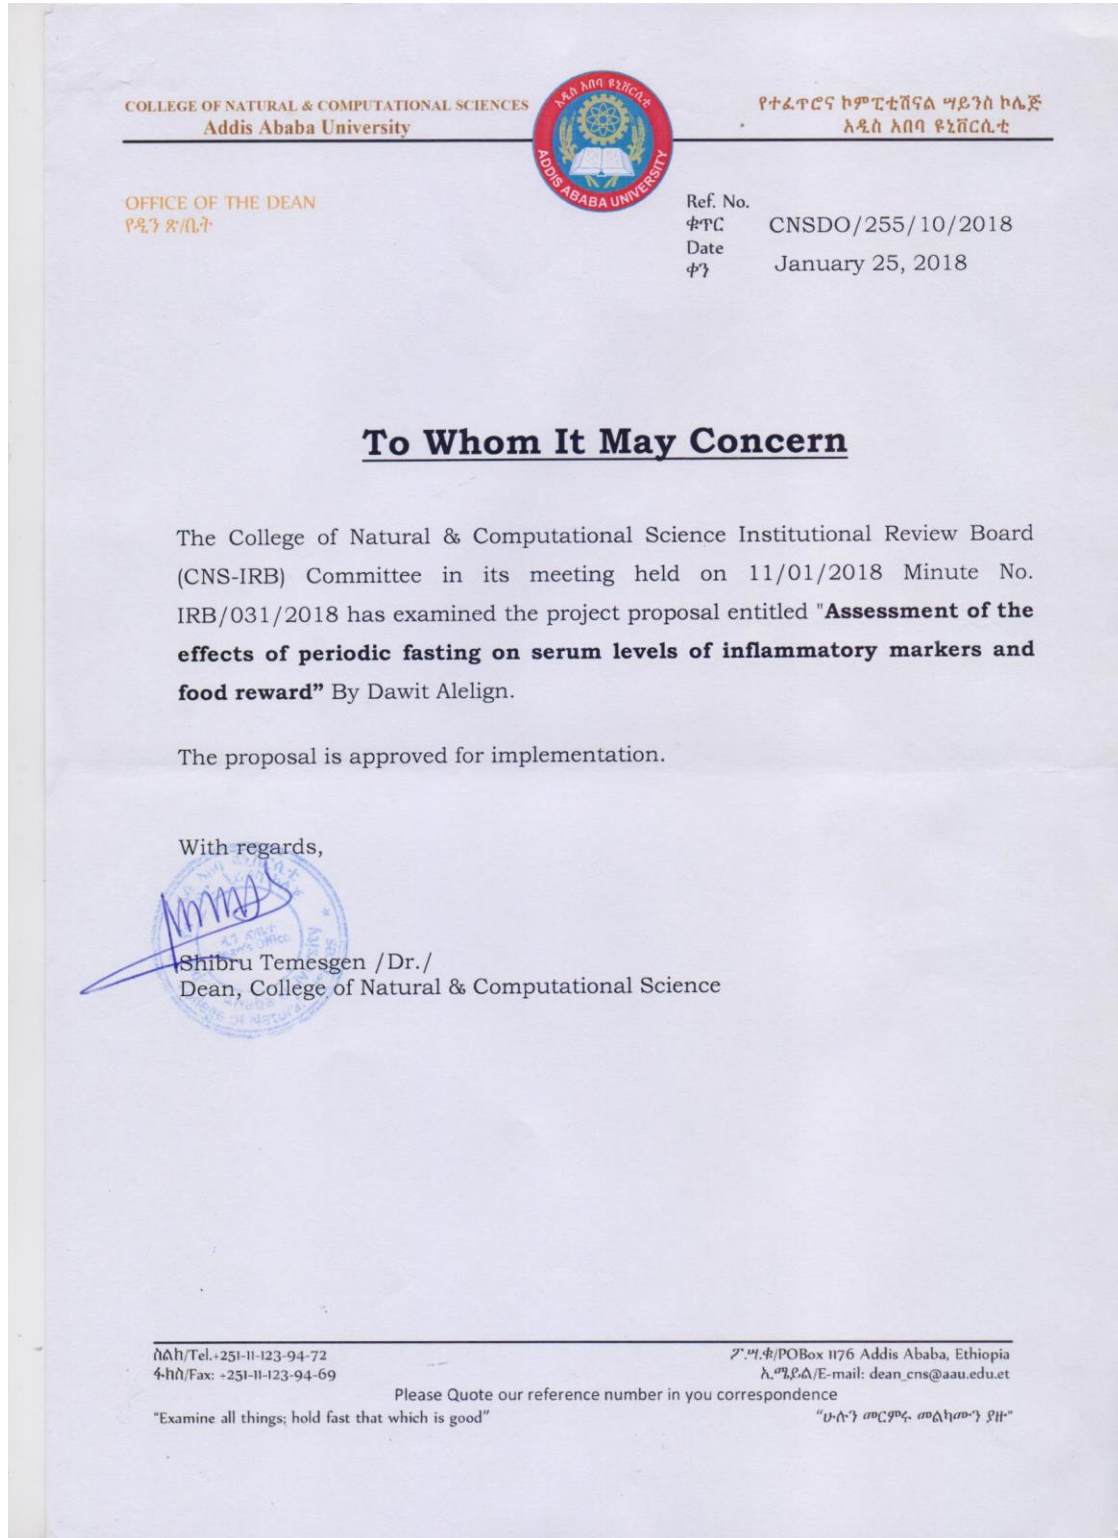 COLLEGE OF NATURAL & COMPUTATIONAL SCIENCES
Addis Ababa University
የተፈጥሮና ኮምፒቲሽናል ሣይንስ ኮሌጅ
አዲስ አበባ ዩኒቨርሲቲ
አዲስ አበባ ዩኒቨርሲቲ
ADDIS ABABA UNIVERSITY
OFFICE OF THE DEAN
የዲን ጽ/ቤት
Ref. No.
ቁጥር CNSDO/255/10/2018
Date
ቀን January 25, 2018
To Whom It May Concern
The College of Natural & Computational Science Institutional Review Board
(CNS-IRB) Committee in its meeting held on 11/01/2018 Minute No.
IRB/031/2018 has examined the project proposal entitled "Assessment of the
effects of periodic fasting on serum levels of inflammatory markers and
food reward” By Dawit Alelign.
The proposal is approved for implementation.
With regards,
Shibru Temesgen /Dr./
Dean, College of Natural & Computational Science
ስልክ/Tel.+251-11-123-94-72
ፋክስ/Fax: +251-11-123-94-69
ፖ.ሣ.ቁ/POBox 1176 Addis Ababa, Ethiopia
ኢ.ሜይል/E-mail: dean_cns@aau.edu.et
Please Quote our reference number in you correspondence
"Examine all things; hold fast that which is good"
"ሁሉን መርምሩ መልካሙን ያዙ"